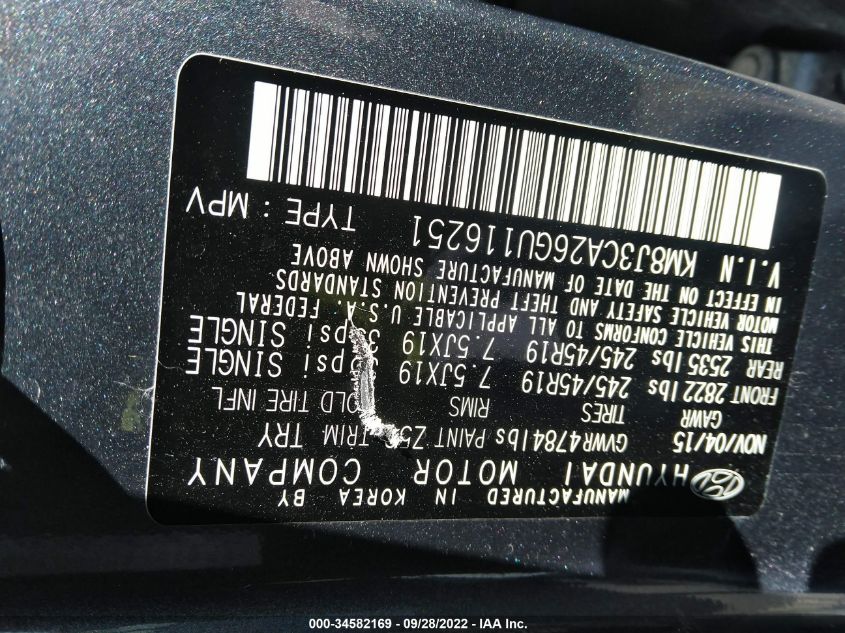 MANUFACTURED IN KOREA BY
HYUNDAI MOTOR COMPANY
NOV/04/15 GVWR4784lbs PAINT TRIM TRY
GAWR TIRES RIMS COLD TIRE INFL
FRONT 2822lbs 245/45R19 7.5JX19 psi SINGLE
REAR 2535lbs 245/45R19 7.5JX19 psi SINGLE
THIS VEHICLE CONFORMS TO ALL APPLICABLE U.S.A. FEDERAL
MOTOR VEHICLE SAFETY AND THEFT PREVENTION STANDARDS
IN EFFECT ON THE DATE OF MANUFACTURE SHOWN ABOVE
V.I.N KM8J3CA26GU116251 TYPE : MPV
000-34582169 - 09/28/2022 - IAA Inc.